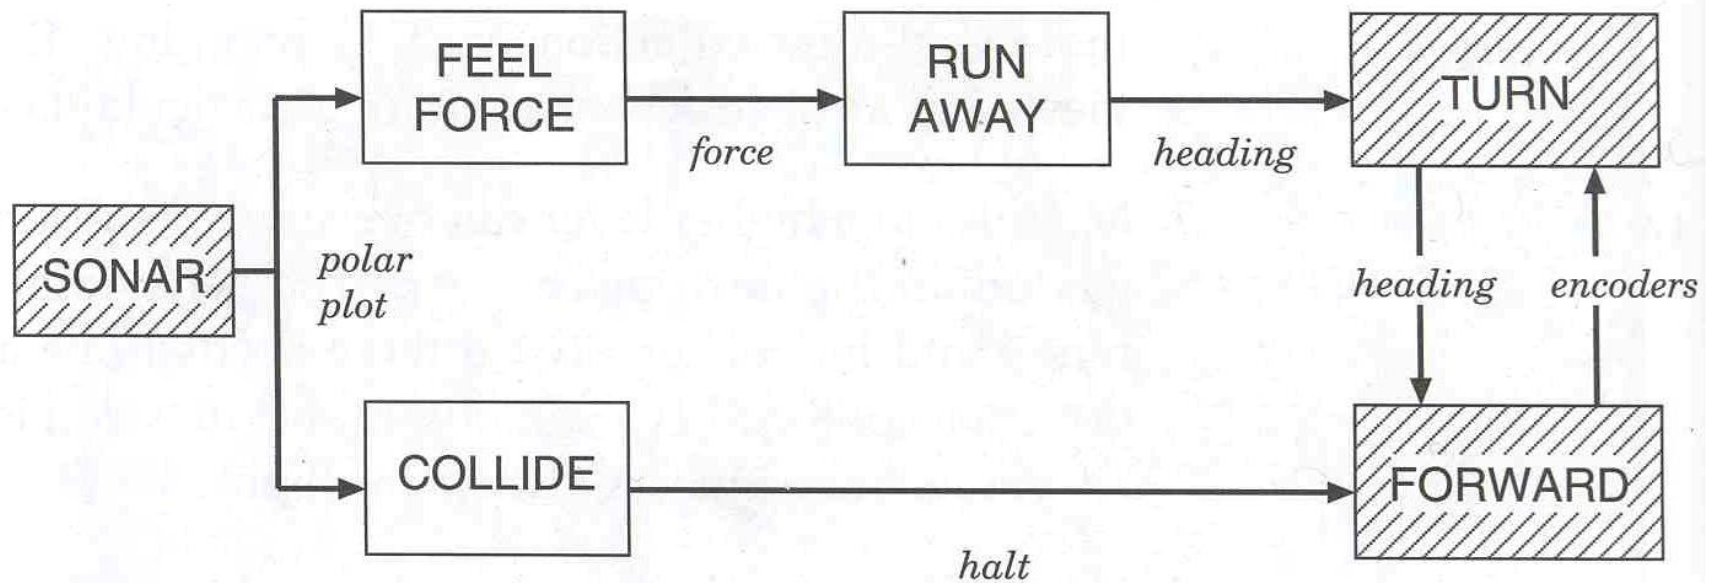 FEEL
FORCE
force
RUN
AWAY
heading
TURN
SONAR
polar
plot
heading
encoders
COLLIDE
halt
FORWARD